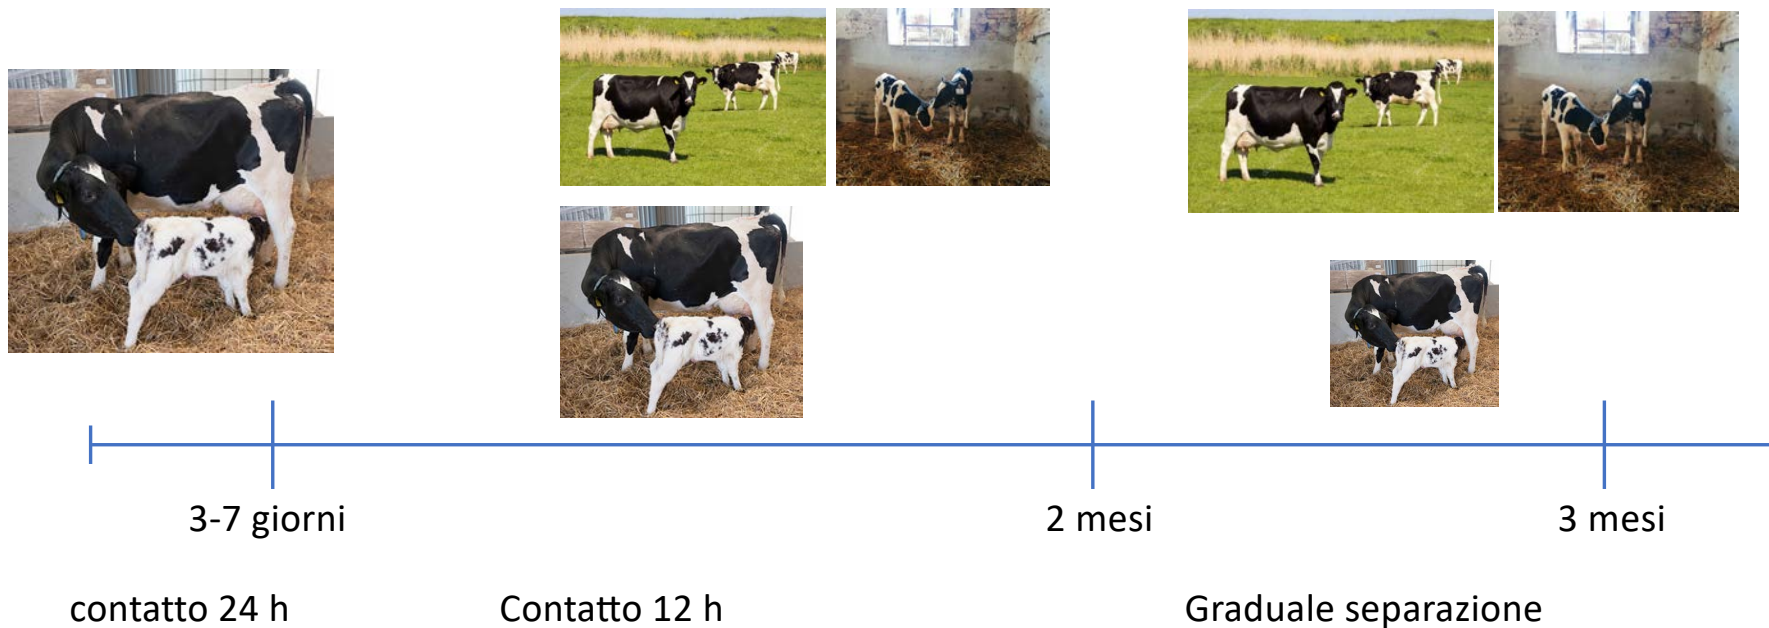 3-7 giorni
2 mesi
3 mesi
contatto 24 h
Contatto 12 h
Graduale separazione